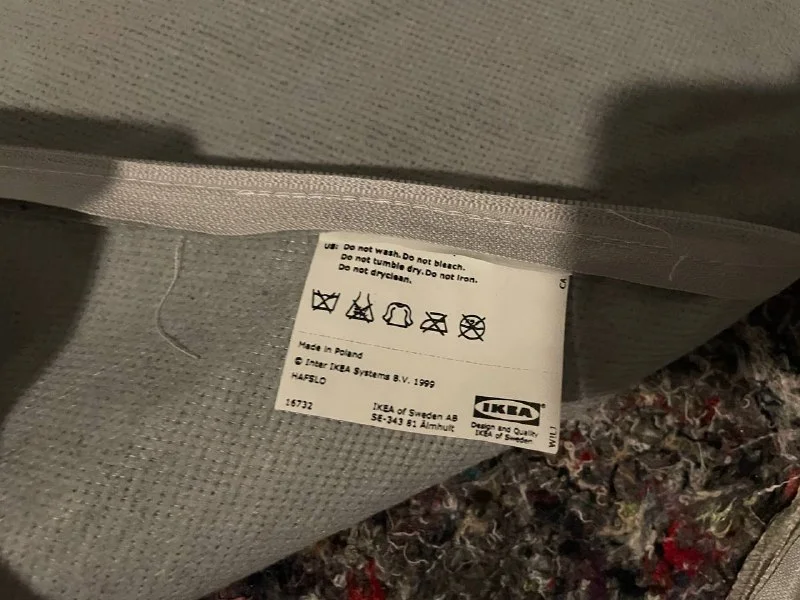 US: Do not wash. Do not bleach.
Do not tumble dry. Do not iron.
Do not dryclean.
Made in Poland
© Inter IKEA Systems B.V. 1999
HAFSLO
16732
IKEA of Sweden AB
SE-343 81 Älmhult
IKEA®
Design and Quality
IKEA of Sweden